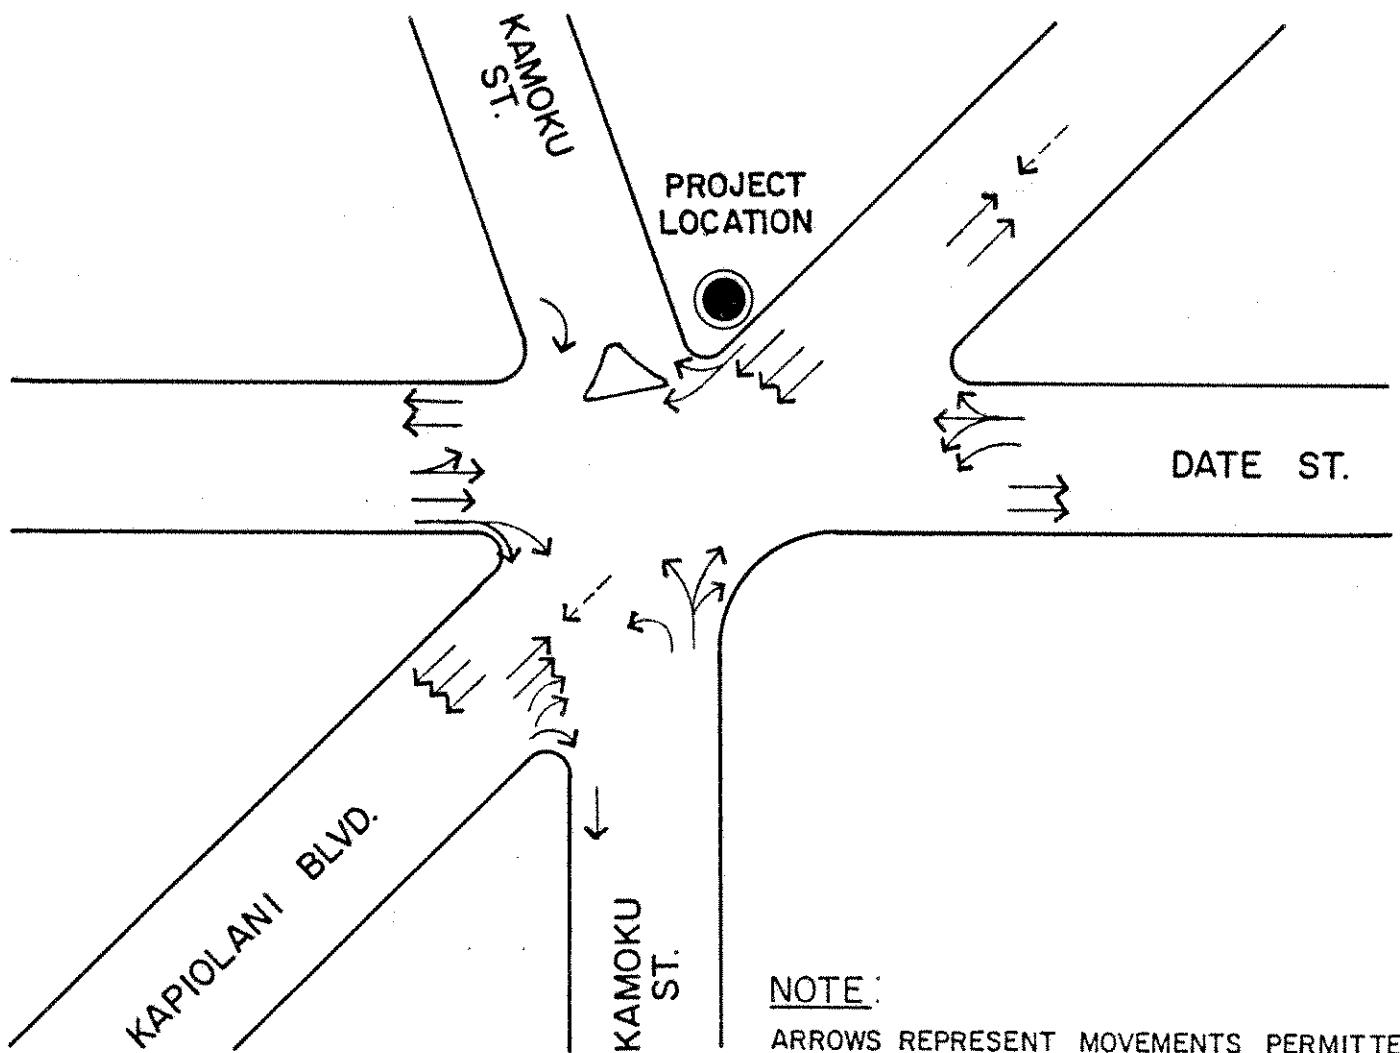 KAMOKU
ST.
PROJECT
LOCATION
DATE ST.
KAPIOLANI BLVD.
KAMOKU
ST.
NOTE:
ARROWS REPRESENT MOVEMENTS PERMITTE